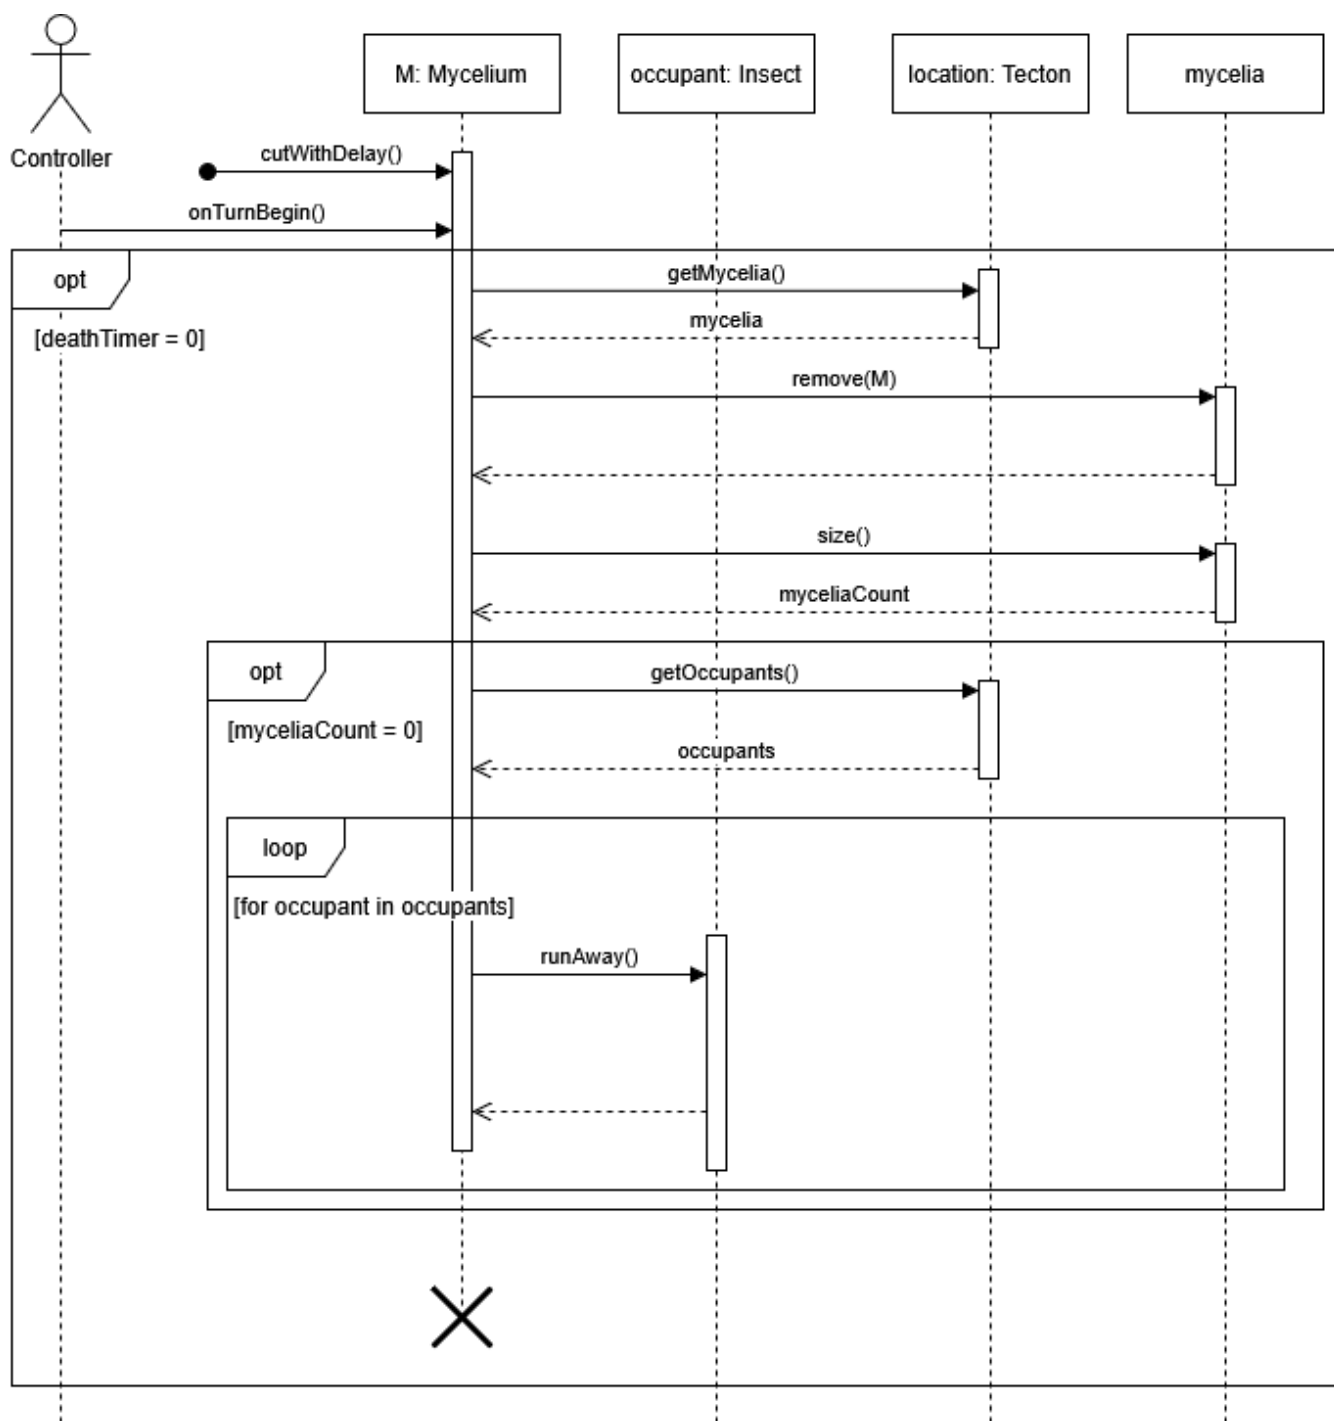 M: Mycelium
occupant: Insect
location: Tecton
mycelia
Controller
cutWithDelay()
onTurnBegin()
opt
[deathTimer = 0]
getMycelia()
mycelia
remove(M)
size()
myceliaCount
opt
[myceliaCount = 0]
getOccupants()
occupants
loop
[for occupant in occupants]
runAway()